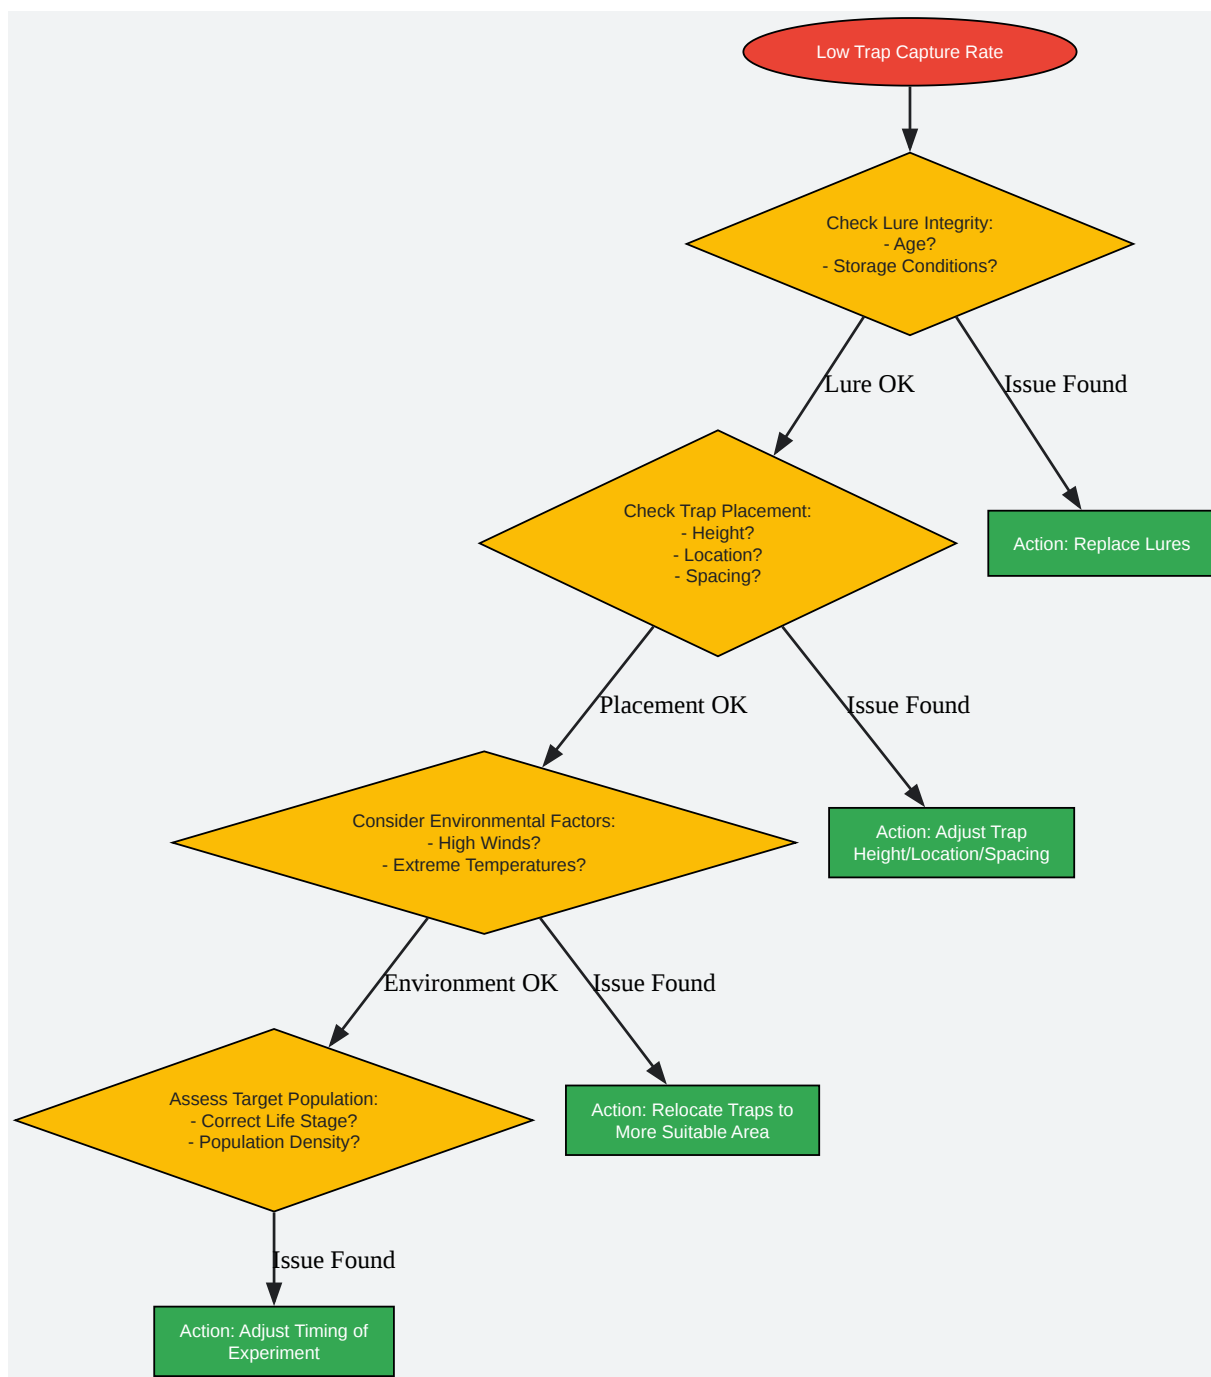 Low Trap Capture Rate
Check Lure Integrity:
- Age?
- Storage Conditions?
Lure OK
Issue Found
Check Trap Placement:
- Height?
- Location?
- Spacing?
Action: Replace Lures
Placement OK
Issue Found
Consider Environmental Factors:
- High Winds?
- Extreme Temperatures?
Action: Adjust Trap
Height/Location/Spacing
Environment OK
Issue Found
Assess Target Population:
- Correct Life Stage?
- Population Density?
Action: Relocate Traps to
More Suitable Area
Issue Found
Action: Adjust Timing of
Experiment